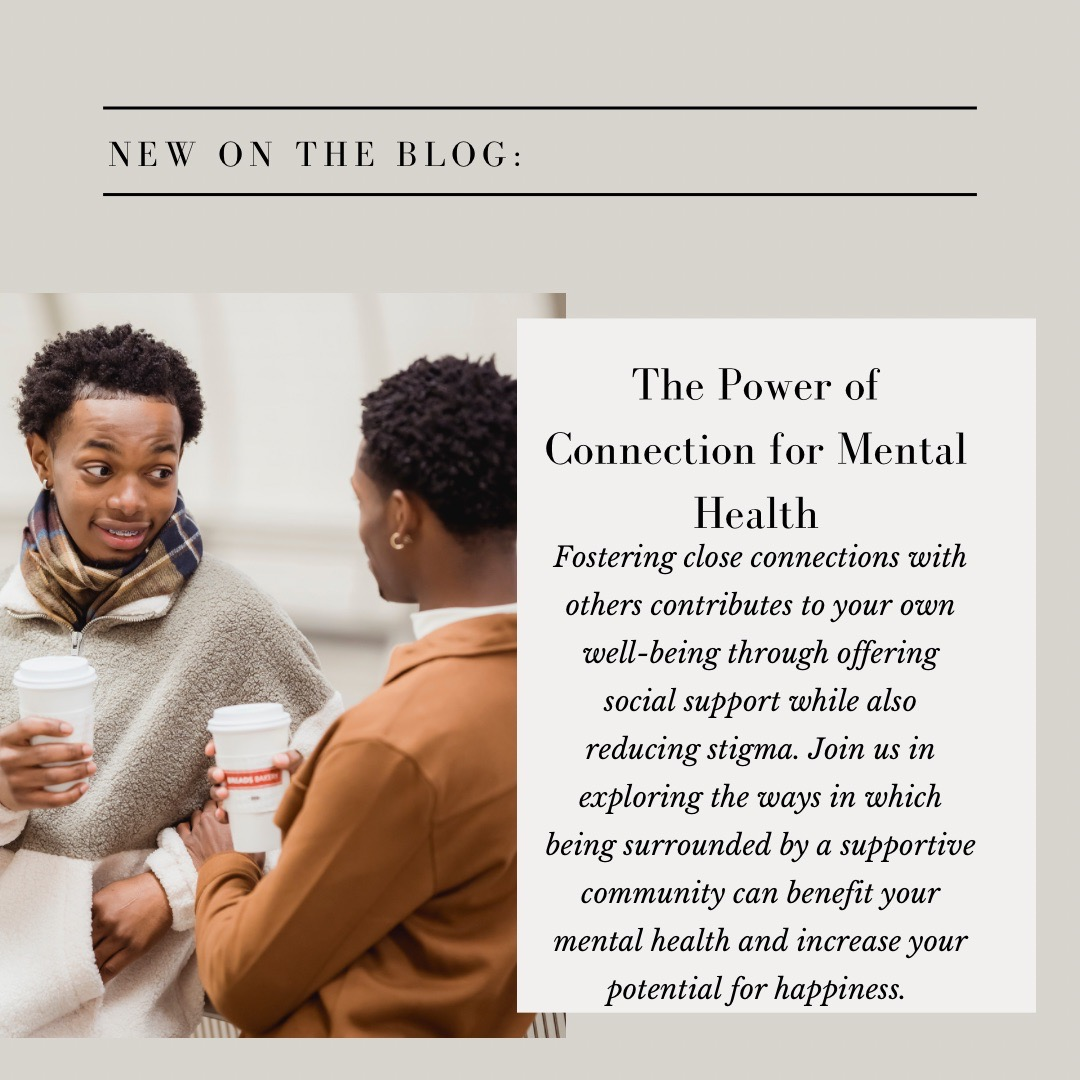 NEW ON THE BLOG:
The Power of
Connection for Mental
Health
Fostering close connections with
others contributes to your own
well-being through offering
social support while also
reducing stigma. Join us in
exploring the ways in which
being surrounded by a supportive
community can benefit your
mental health and increase your
potential for happiness.